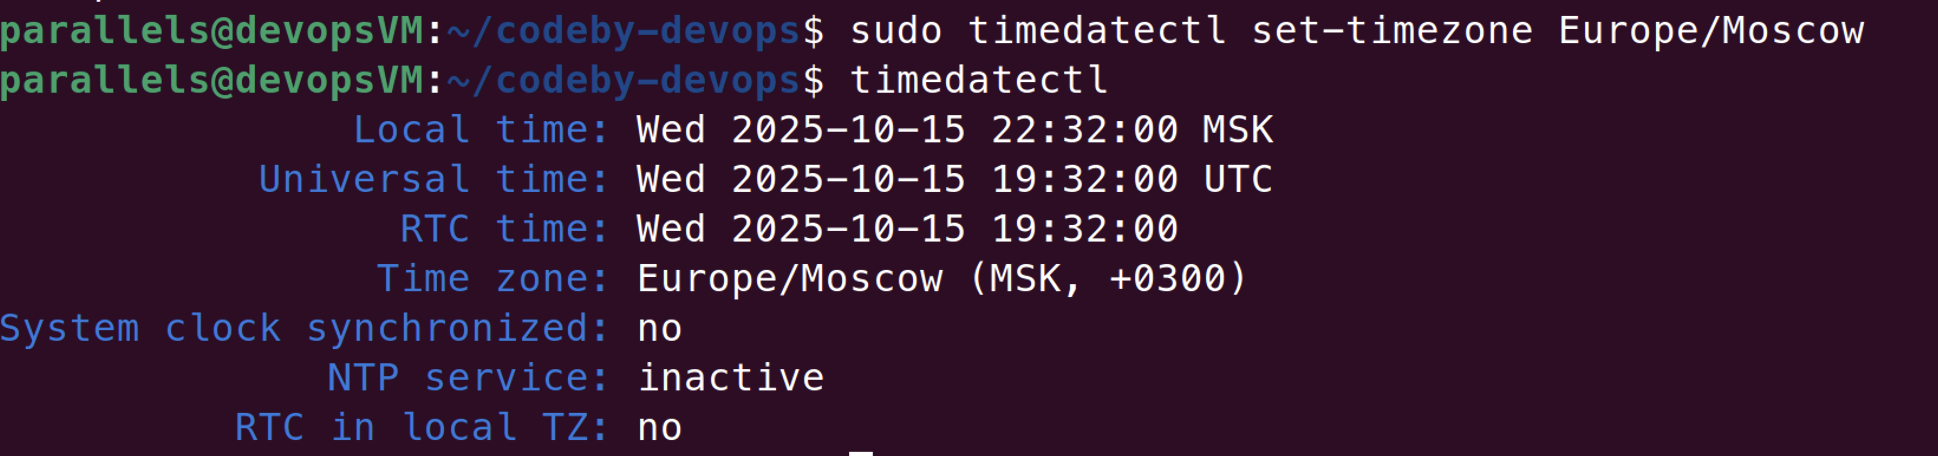 parallels@devopsVM:~/codeby-devops$ sudo timedatectl set-timezone Europe/Moscow
parallels@devopsVM:~/codeby-devops$ timedatectl
Local time: Wed 2025-10-15 22:32:00 MSK
Universal time: Wed 2025-10-15 19:32:00 UTC
RTC time: Wed 2025-10-15 19:32:00
Time zone: Europe/Moscow (MSK, +0300)
System clock synchronized: no
NTP service: inactive
RTC in local TZ: no